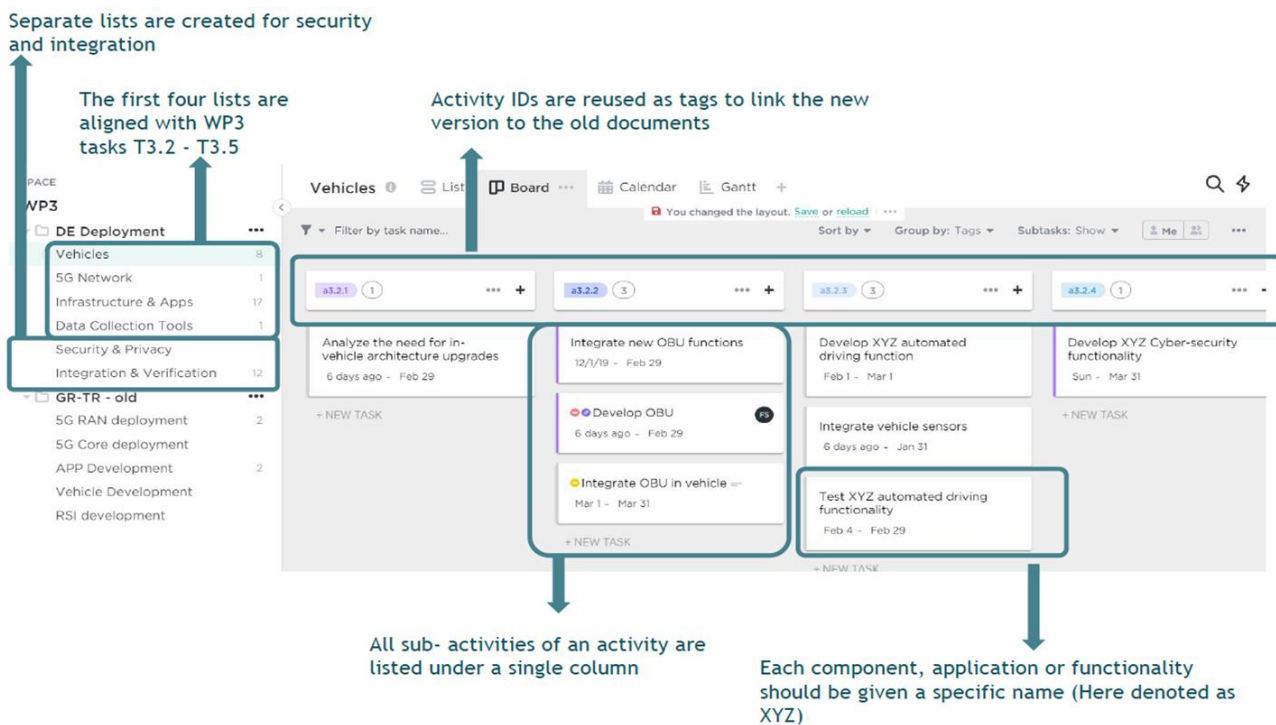 Separate lists are created for security
and integration
The first four lists are
aligned with WP3
tasks T3.2 - T3.5
Activity IDs are reused as tags to link the new
version to the old documents
PACE
WP3
DE Deployment •••
Vehicles 8
5G Network 1
Infrastructure & Apps 17
Data Collection Tools 1
Security & Privacy
Integration & Verification 12
GR-TR - old •••
5G RAN deployment 2
5G Core deployment
APP Development 2
Vehicle Development
RSI development
Vehicles List Board ••• Calendar Gantt +
You changed the layout. Save or reload •••
Filter by task name... Sort by Group by: Tags Subtasks: Show Me •••
a3.2.1 1 ••• +
a3.2.2 3 ••• +
a3.2.3 3 ••• +
a3.2.4 1 •••
Analyze the need for in-
vehicle architecture upgrades
6 days ago - Feb 29
+ NEW TASK
Integrate new OBU functions
12/1/19 - Feb 29
Develop OBU FS
6 days ago - Feb 29
Integrate OBU in vehicle
Mar 1 - Mar 31
+ NEW TASK
Develop XYZ automated
driving function
Feb 1 - Mar 1
Integrate vehicle sensors
6 days ago - Jan 31
Test XYZ automated driving
functionality
Feb 4 - Feb 29
+ NEW TASK
Develop XYZ Cyber-security
functionality
Sun - Mar 31
+ NEW TASK
All sub- activities of an activity are
listed under a single column
Each component, application or functionality
should be given a specific name (Here denoted as
XYZ)